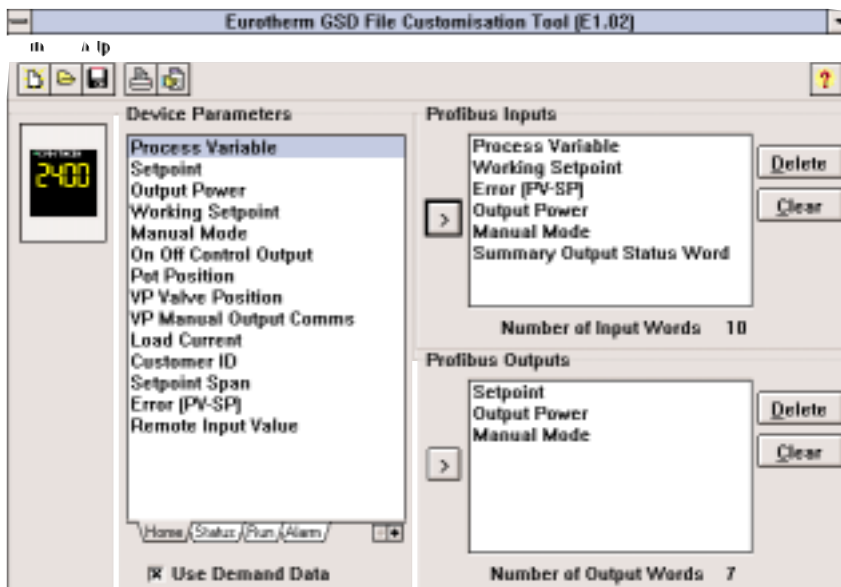 Eurotherm GSD File Customisation Tool (E1.02)
?
Device Parameters
2400
Process Variable
Setpoint
Output Power
Working Setpoint
Manual Mode
On Off Control Output
Pot Position
VP Valve Position
VP Manual Output Comms
Load Current
Customer ID
Setpoint Span
Error (PV-SP)
Remote Input Value
Home Status Run Alarm
Use Demand Data
Profibus Inputs
>
Process Variable
Working Setpoint
Error (PV-SP)
Output Power
Manual Mode
Summary Output Status Word
Delete
Clear
Number of Input Words 10
Profibus Outputs
>
Setpoint
Output Power
Manual Mode
Delete
Clear
Number of Output Words 7